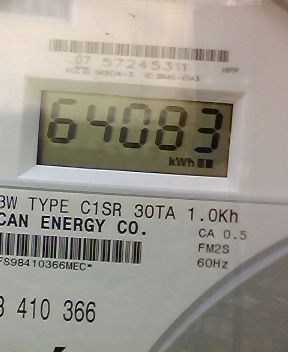 07 57245311
64083
kWh
3W TYPE C1SR 30TA 1.0Kh
CAN ENERGY CO.
CA 0.5
FM2S
60Hz
FS98410366MEC*
3 410 366